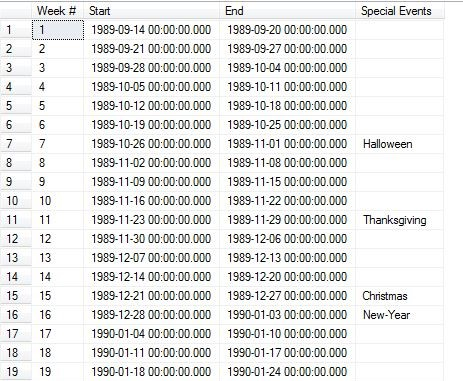 Week # Start End Special Events
1 1 1989-09-14 00:00:00.000 1989-09-20 00:00:00.000
2 2 1989-09-21 00:00:00.000 1989-09-27 00:00:00.000
3 3 1989-09-28 00:00:00.000 1989-10-04 00:00:00.000
4 4 1989-10-05 00:00:00.000 1989-10-11 00:00:00.000
5 5 1989-10-12 00:00:00.000 1989-10-18 00:00:00.000
6 6 1989-10-19 00:00:00.000 1989-10-25 00:00:00.000
7 7 1989-10-26 00:00:00.000 1989-11-01 00:00:00.000 Halloween
8 8 1989-11-02 00:00:00.000 1989-11-08 00:00:00.000
9 9 1989-11-09 00:00:00.000 1989-11-15 00:00:00.000
10 10 1989-11-16 00:00:00.000 1989-11-22 00:00:00.000
11 11 1989-11-23 00:00:00.000 1989-11-29 00:00:00.000 Thanksgiving
12 12 1989-11-30 00:00:00.000 1989-12-06 00:00:00.000
13 13 1989-12-07 00:00:00.000 1989-12-13 00:00:00.000
14 14 1989-12-14 00:00:00.000 1989-12-20 00:00:00.000
15 15 1989-12-21 00:00:00.000 1989-12-27 00:00:00.000 Christmas
16 16 1989-12-28 00:00:00.000 1990-01-03 00:00:00.000 New-Year
17 17 1990-01-04 00:00:00.000 1990-01-10 00:00:00.000
18 18 1990-01-11 00:00:00.000 1990-01-17 00:00:00.000
19 19 1990-01-18 00:00:00.000 1990-01-24 00:00:00.000